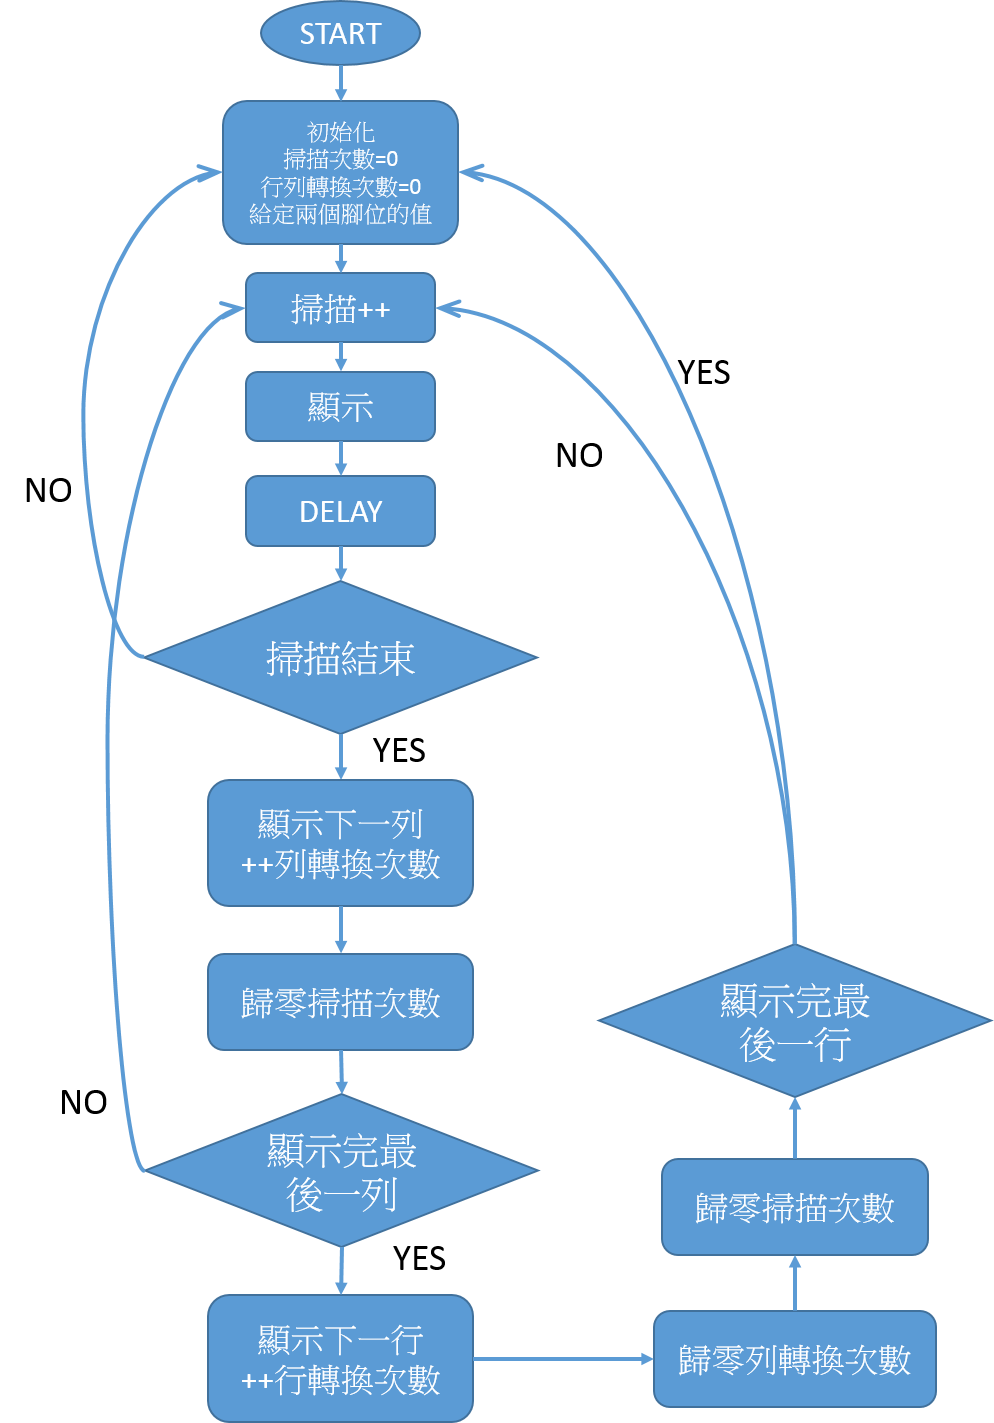 START
初始化
掃描次數=0
行列轉換次數=0
給定兩個腳位的值
掃描++
顯示
YES
NO
NO
DELAY
掃描結束
YES
顯示下一列
++列轉換次數
歸零掃描次數
顯示完最
後一行
NO
顯示完最
後一列
歸零掃描次數
YES
顯示下一行
++行轉換次數
歸零列轉換次數